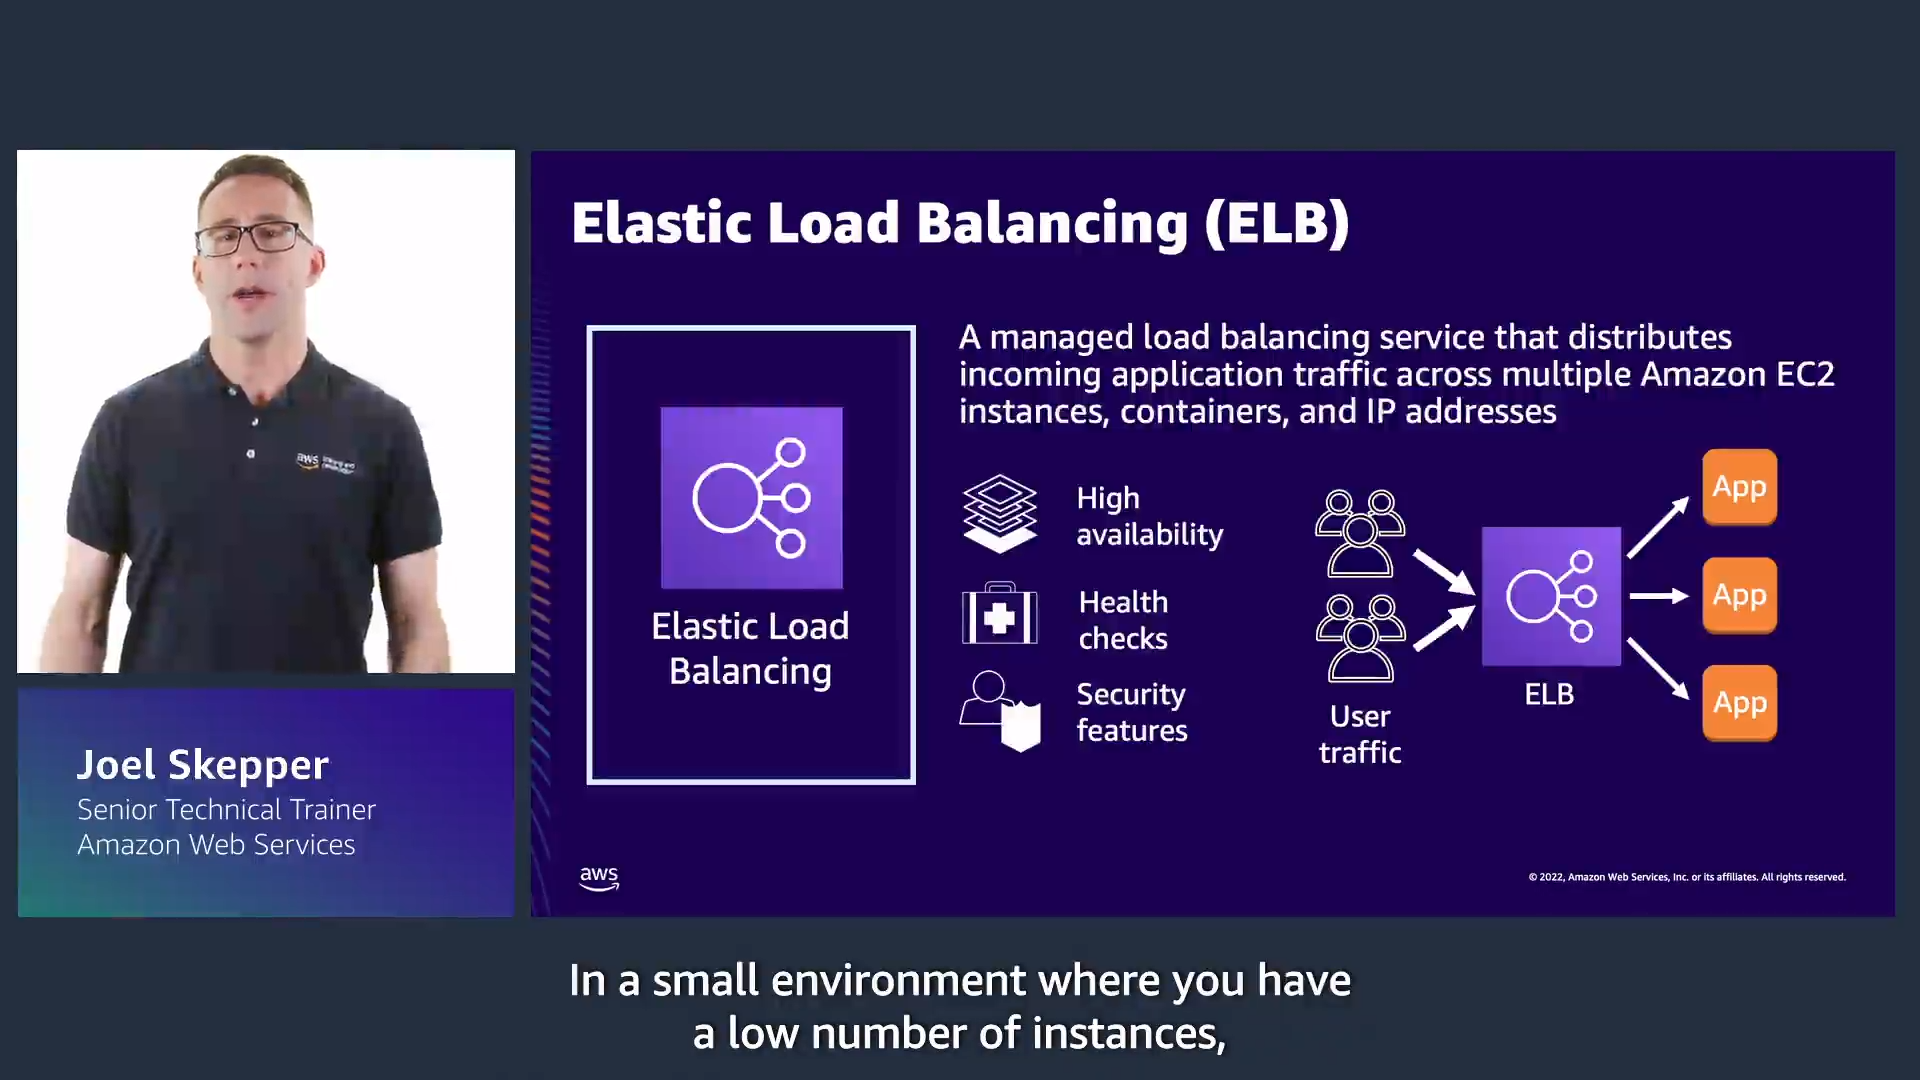 Elastic Load Balancing (ELB)
A managed load balancing service that distributes
incoming application traffic across multiple Amazon EC2
instances, containers, and IP addresses
Elastic Load
Balancing
High
availability
Health
checks
Security
features
User
traffic
ELB
App
App
App
aws
Joel Skepper
Senior Technical Trainer
Amazon Web Services
aws
© 2022, Amazon Web Services, Inc. or its affiliates. All rights reserved.
In a small environment where you have
a low number of instances,